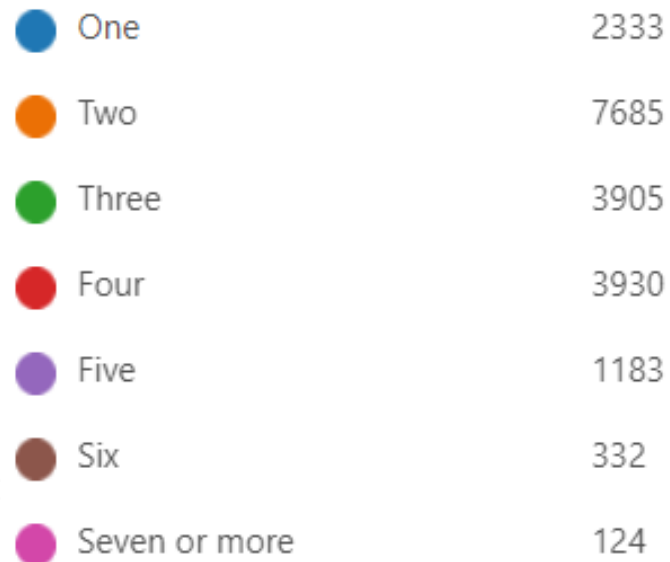 One 2333
Two 7685
Three 3905
Four 3930
Five 1183
Six 332
Seven or more 124